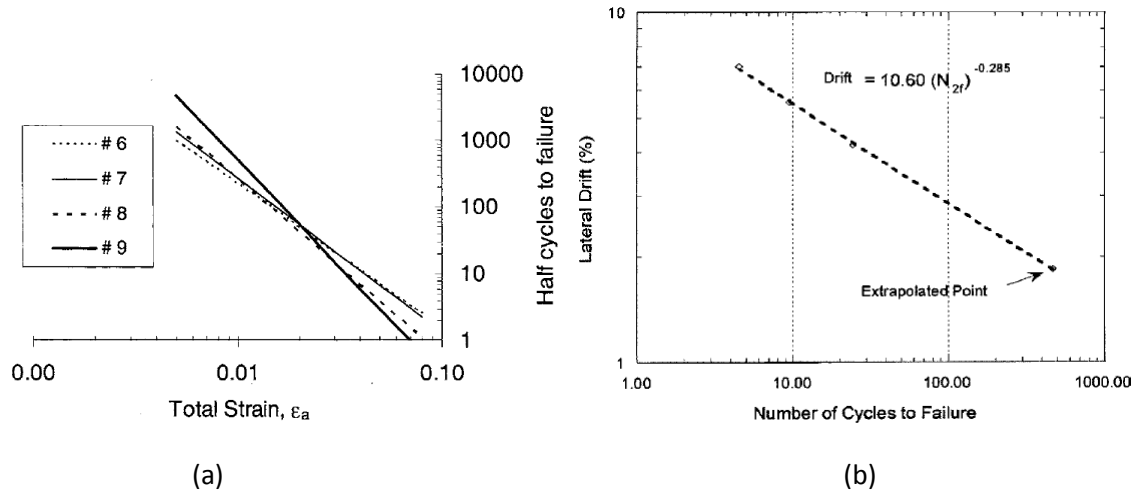 10000
1000
100
10
1
Half cycles to failure
# 6
# 7
# 8
# 9
0.00 0.01 0.10
Total Strain, εa
(a)
10
1
Lateral Drift (%)
Drift = 10.60 (N2f)-0.285
Extrapolated Point
1.00 10.00 100.00 1000.00
Number of Cycles to Failure
(b)